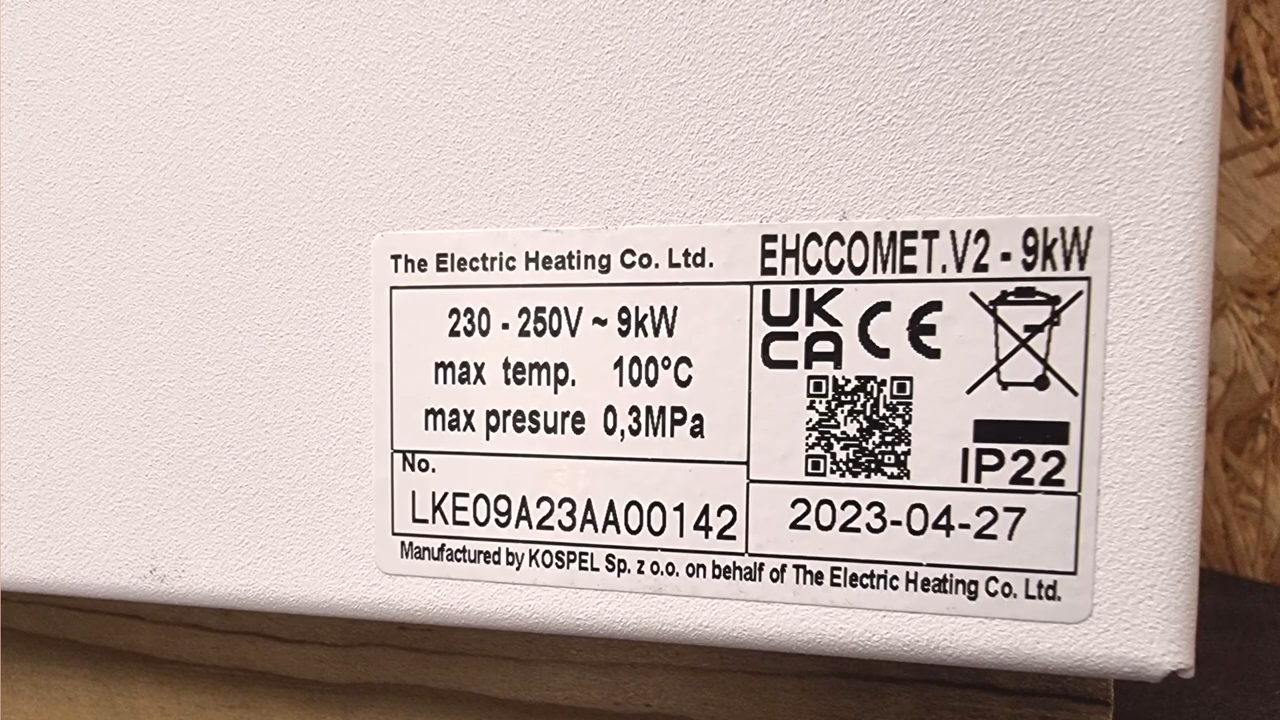 The Electric Heating Co. Ltd.
EHCCOMET.V2 - 9kW
230 - 250V ~ 9kW
max temp. 100°C
max presure 0,3MPa
UK
CA
CE
IP22
No.
LKE09A23AA00142
2023-04-27
Manufactured by KOSPEL Sp. z o.o. on behalf of The Electric Heating Co. Ltd.